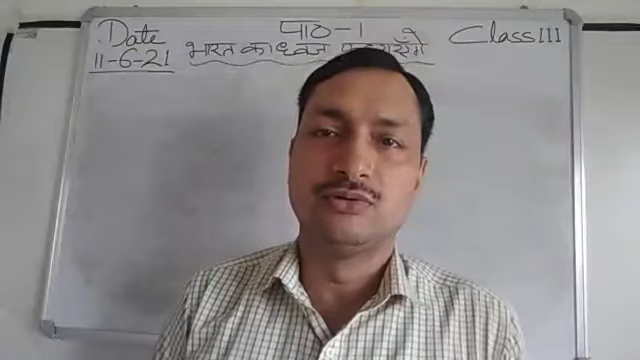 Date पाठ-1 Class III
11-6-21 भारत का ध्वज